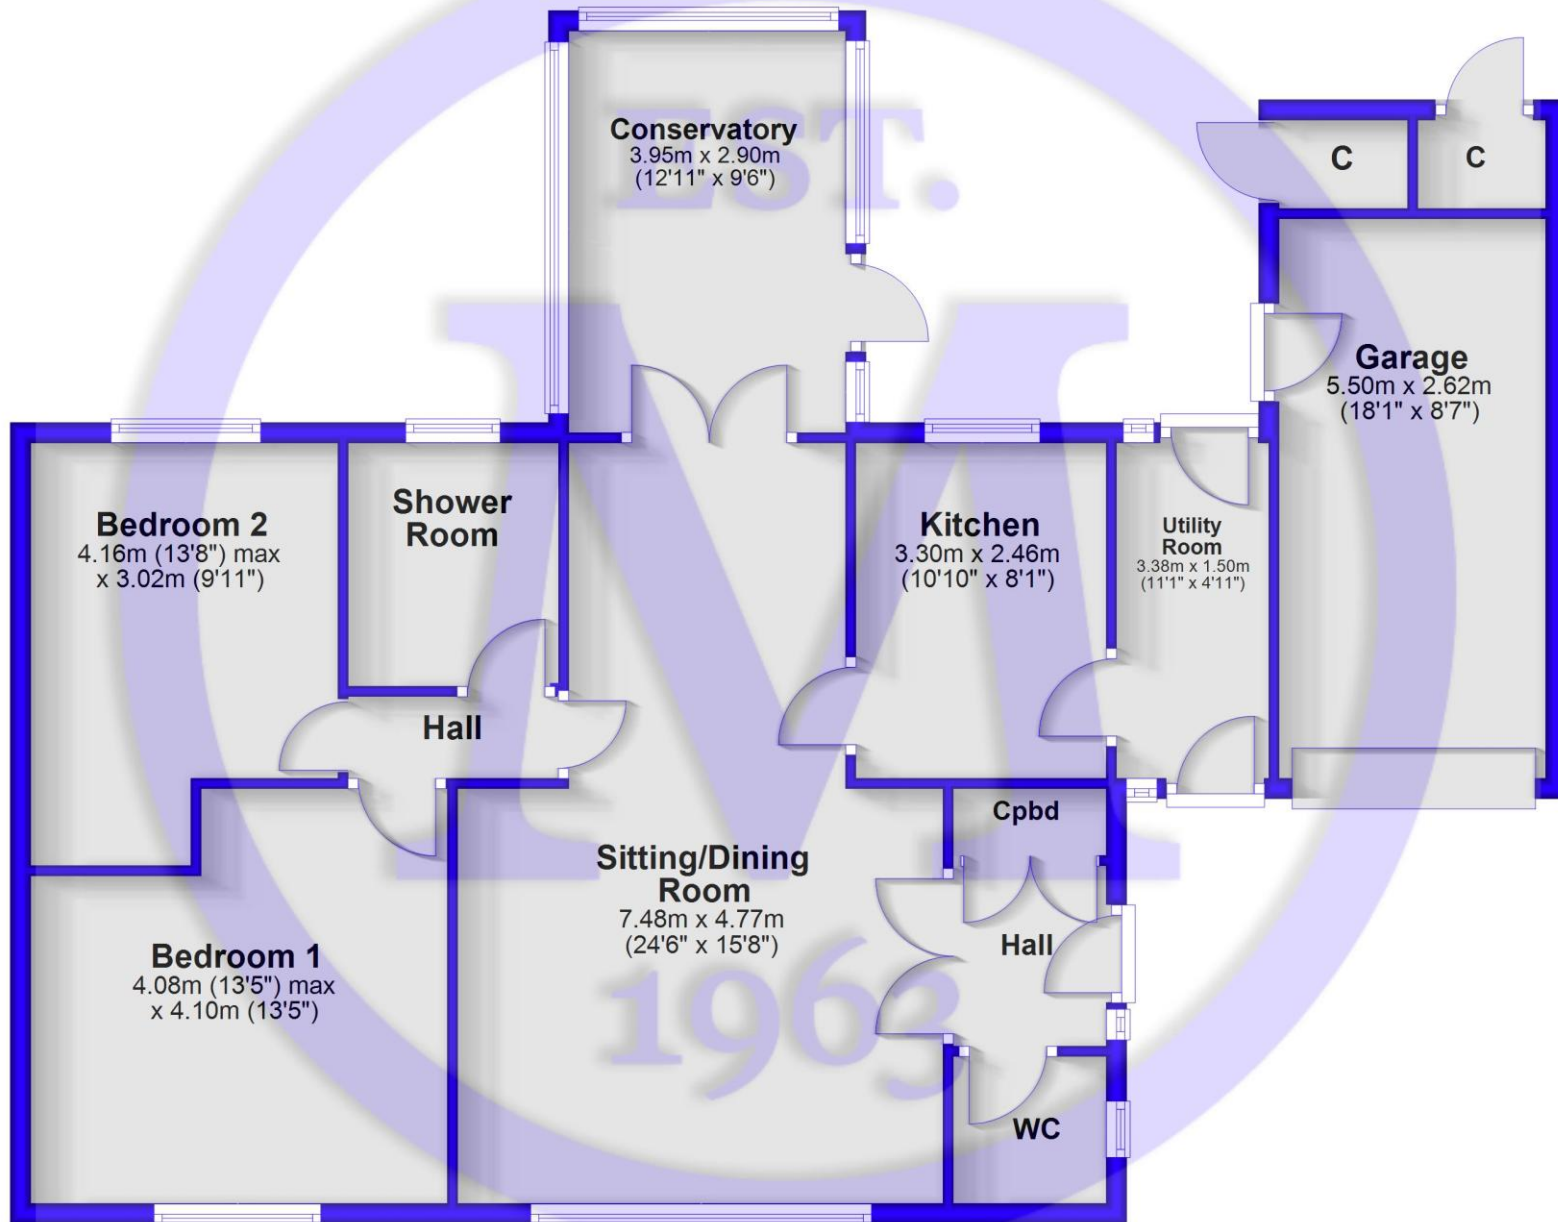 EST.
Conservatory
3.95m x 2.90m
(12'11" x 9'6")
C
C
Garage
5.50m x 2.62m
(18'1" x 8'7")
Bedroom 2
4.16m (13'8") max
x 3.02m (9'11")
Shower
Room
Kitchen
3.30m x 2.46m
(10'10" x 8'1")
Utility
Room
3.38m x 1.50m
(11'1" x 4'11")
M
Hall
Cpbd
Sitting/Dining
Room
7.48m x 4.77m
(24'6" x 15'8")
Hall
Bedroom 1
4.08m (13'5") max
x 4.10m (13'5")
1963
WC